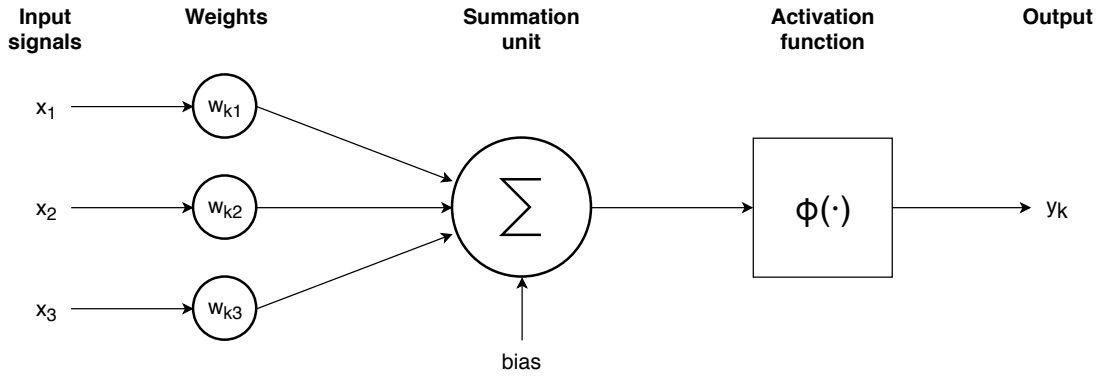 Input signals
Weights
Summation unit
Activation function
Output
x1
wk1
x2
wk2
∑
ϕ(·)
yk
x3
wk3
bias